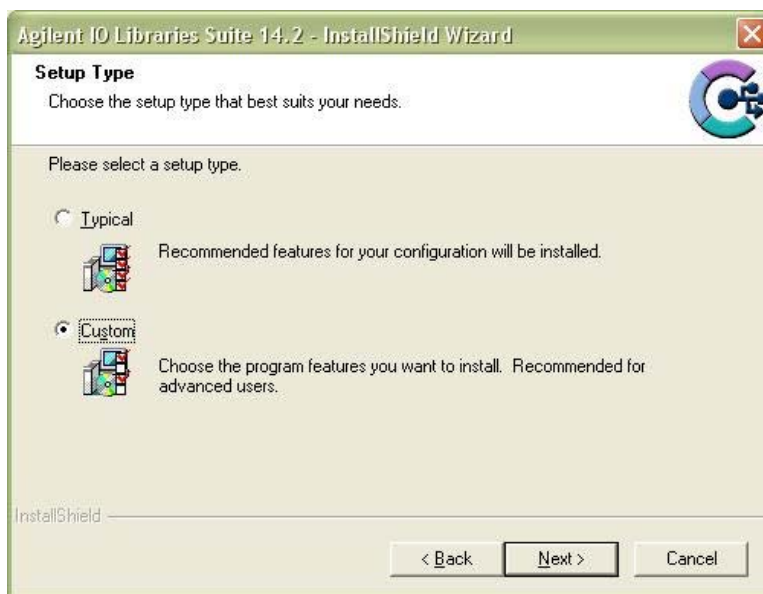 Agilent IO Libraries Suite 14.2 - InstallShield Wizard
Setup Type
Choose the setup type that best suits your needs.
Please select a setup type.
Typical
Recommended features for your configuration will be installed.
Custom
Choose the program features you want to install. Recommended for
advanced users.
InstallShield
< Back
Next >
Cancel